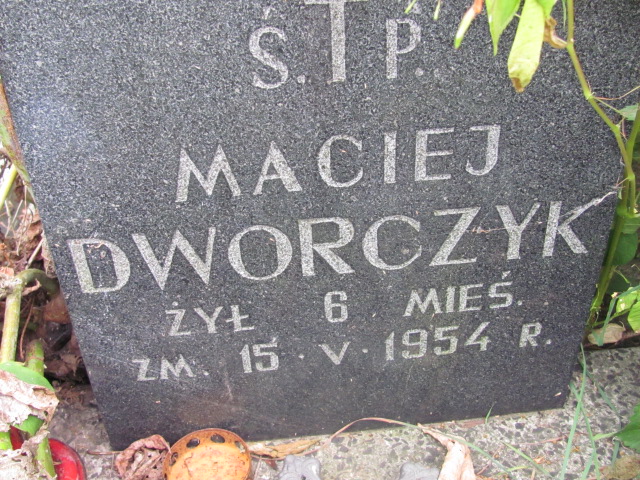 Ś. P.
MACIEJ
DWORCZYK
ŻYŁ 6 MIEŚ.
ZM. 15 · V · 1954 R.